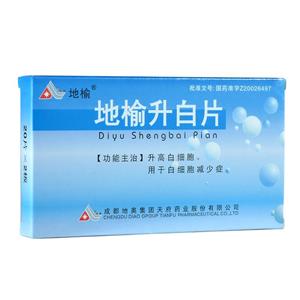 地榆®
批准文号:国药准字Z20026497
地榆升白片
Diyu Shengbai Pian
【功能主治】升高白细胞。
用于白细胞减少症。
成都地奥集团天府药业股份有限公司
CHENGDU DIAO GPOUP TIANFU PHARMACEUTICAL CO.,LTD